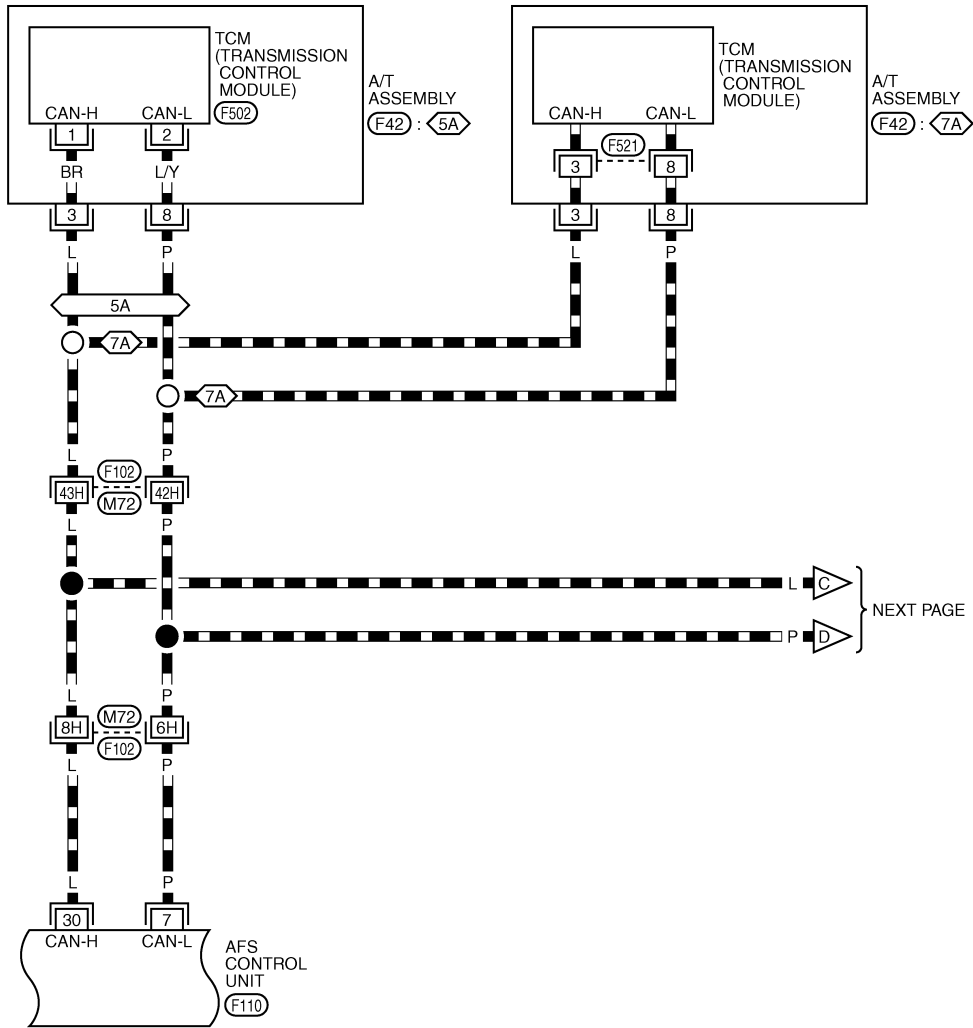 TCM
(TRANSMISSION
CONTROL
MODULE)
F502
CAN-H CAN-L
1 2
BR L/Y
3 8
L P
A/T
ASSEMBLY
F42 : 5A
TCM
(TRANSMISSION
CONTROL
MODULE)
CAN-H CAN-L
F521
3 8
3 8
L P
A/T
ASSEMBLY
F42 : 7A
5A
7A
7A
L P
F102
43H 42H
M72
L P
L C
NEXT PAGE
P D
L P
M72
8H 6H
F102
L P
L P
30 7
CAN-H CAN-L
AFS
CONTROL
UNIT
F110